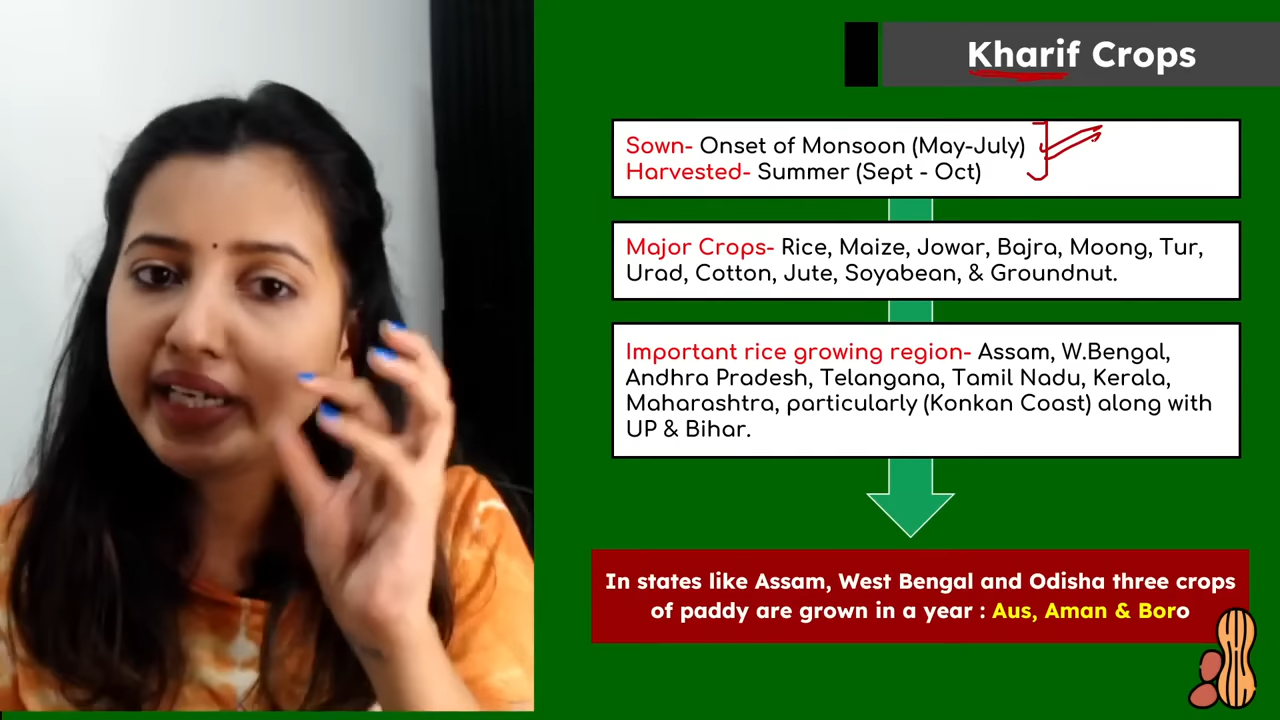 Kharif Crops
Sown- Onset of Monsoon (May-July)
Harvested- Summer (Sept - Oct)
Major Crops- Rice, Maize, Jowar, Bajra, Moong, Tur,
Urad, Cotton, Jute, Soyabean, & Groundnut.
Important rice growing region- Assam, W.Bengal,
Andhra Pradesh, Telangana, Tamil Nadu, Kerala,
Maharashtra, particularly (Konkan Coast) along with
UP & Bihar.
In states like Assam, West Bengal and Odisha three crops
of paddy are grown in a year : Aus, Aman & Boro